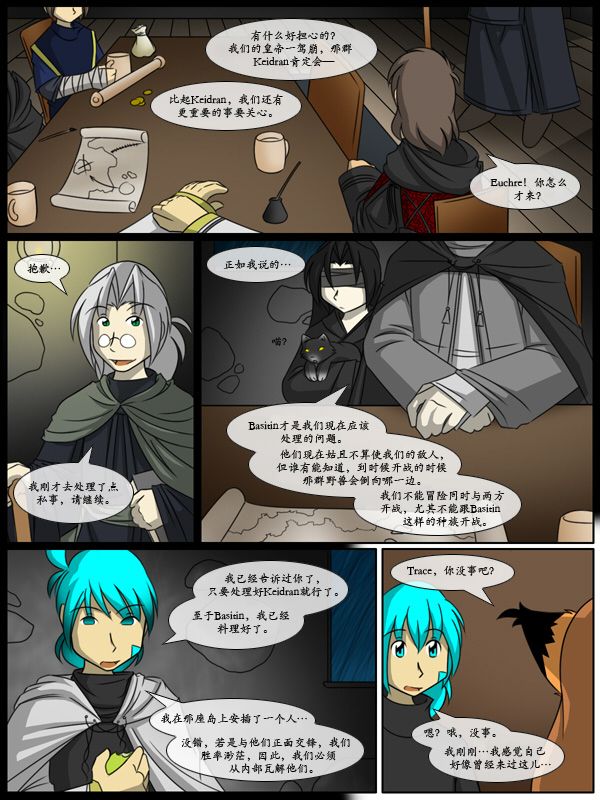 有什么好担心的?
我们的皇帝一驾崩，那群
Keidran肯定会—
比起Keidran，我们还有
更重要的事要关心。
Euchre！你怎么
才来?
抱歉…
我刚才去处理了点
私事，请继续。
正如我说的…
喵?
Basitin才是我们现在应该
处理的问题。
他们现在姑且不算使我们的敌人，
但谁有能知道，到时候开战的时候
那群野兽会倒向哪一边。
我们不能冒险同时与两方
开战，尤其不能跟Basitin
这样的种族开战。
我已经告诉过你了，
只要处理好Keidran就行了。
至于Basitin，我已经
料理好了。
我在那座岛上安插了一个人…
没错，若是与他们正面交锋，我们
胜率渺茫，因此，我们必须
从内部瓦解他们。
Trace，你没事吧?
嗯? 哦，没事。
我刚刚…我感觉自己
好像曾经来过这儿…